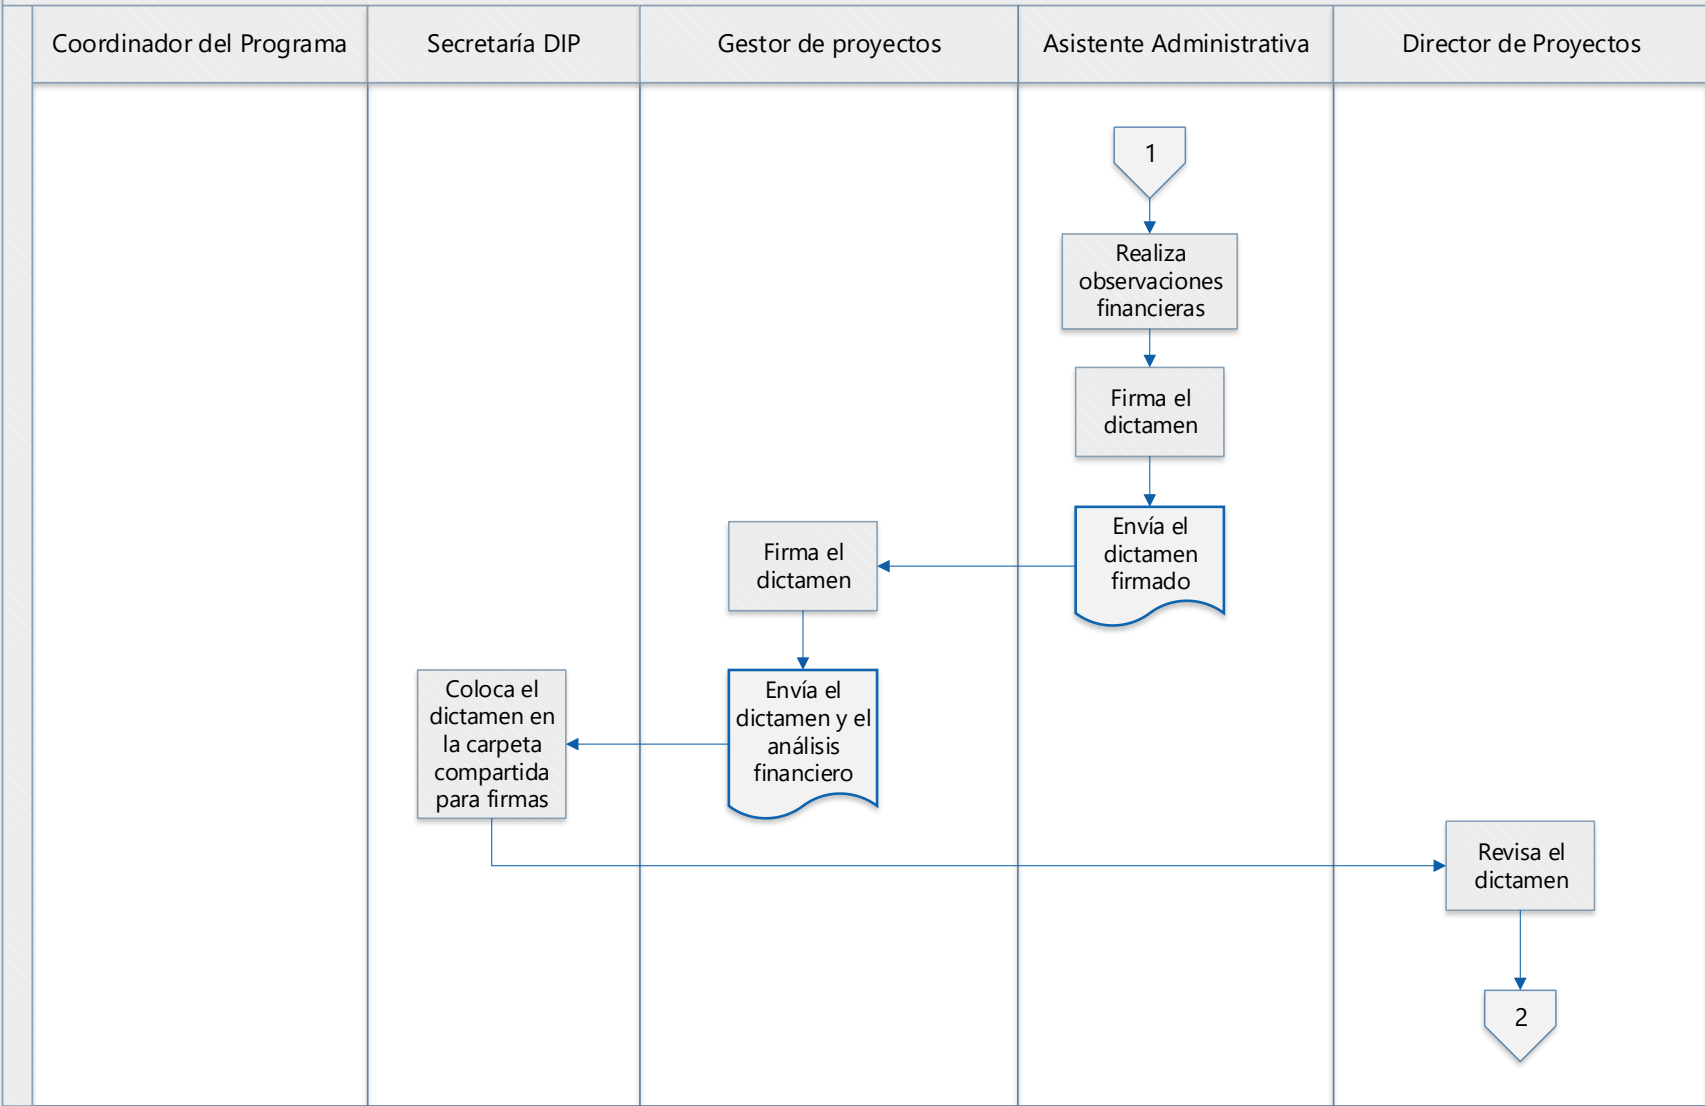 Coordinador del Programa
Secretaría DIP
Gestor de proyectos
Asistente Administrativa
Director de Proyectos
1
Realiza
observaciones
financieras
Firma el
dictamen
Envía el
dictamen
firmado
Firma el
dictamen
Envía el
dictamen y el
análisis
financiero
Coloca el
dictamen en
la carpeta
compartida
para firmas
Revisa el
dictamen
2